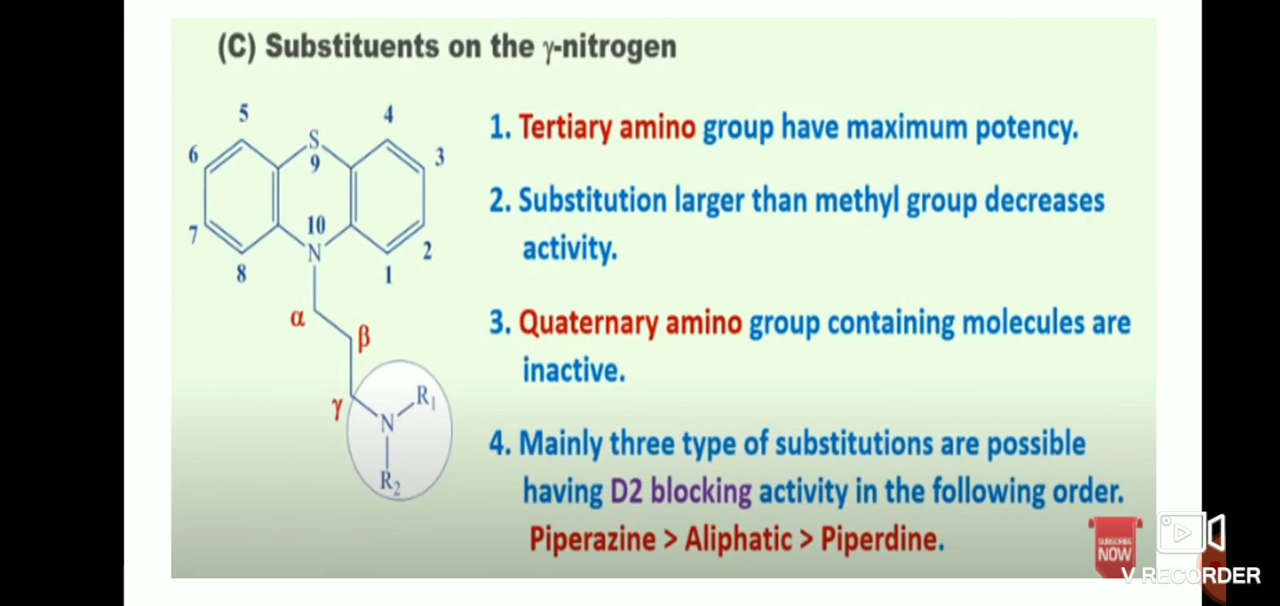 (C) Substituents on the γ-nitrogen
5
4
S
6
9
3
10
7
N
2
8
1
α
β
γ
N
R₁
R₂
1. Tertiary amino group have maximum potency.
2. Substitution larger than methyl group decreases
activity.
3. Quaternary amino group containing molecules are
inactive.
4. Mainly three type of substitutions are possible
having D2 blocking activity in the following order.
Piperazine > Aliphatic > Piperdine.
SUBSCRIBE
NOW
V RECORDER